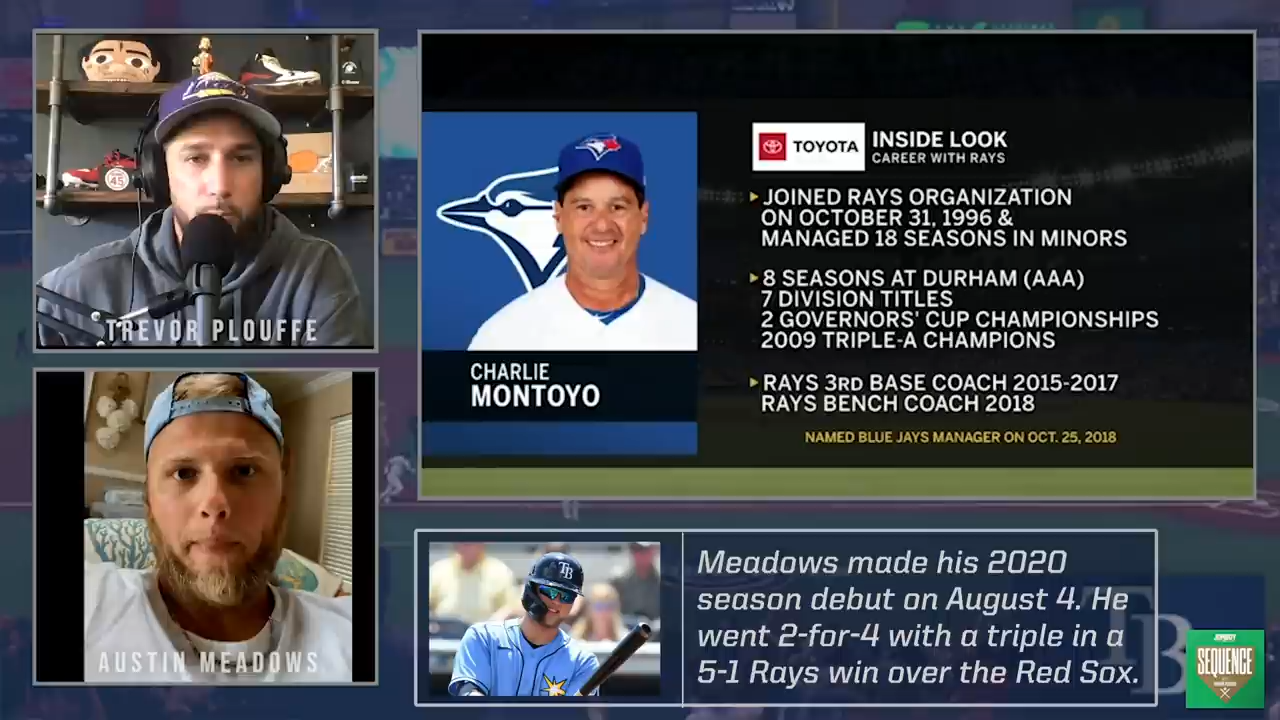 TREVOR PLOUFFE
AUSTIN MEADOWS
CHARLIE
MONTOYO
TOYOTA
INSIDE LOOK
CAREER WITH RAYS
JOINED RAYS ORGANIZATION
ON OCTOBER 31, 1996 &
MANAGED 18 SEASONS IN MINORS
8 SEASONS AT DURHAM (AAA)
7 DIVISION TITLES
2 GOVERNORS' CUP CHAMPIONSHIPS
2009 TRIPLE-A CHAMPIONS
RAYS 3RD BASE COACH 2015-2017
RAYS BENCH COACH 2018
NAMED BLUE JAYS MANAGER ON OCT. 25, 2018
TB
Meadows made his 2020
season debut on August 4. He
went 2-for-4 with a triple in a
5-1 Rays win over the Red Sox.
JOMBOY
SEQUENCE
45
TB